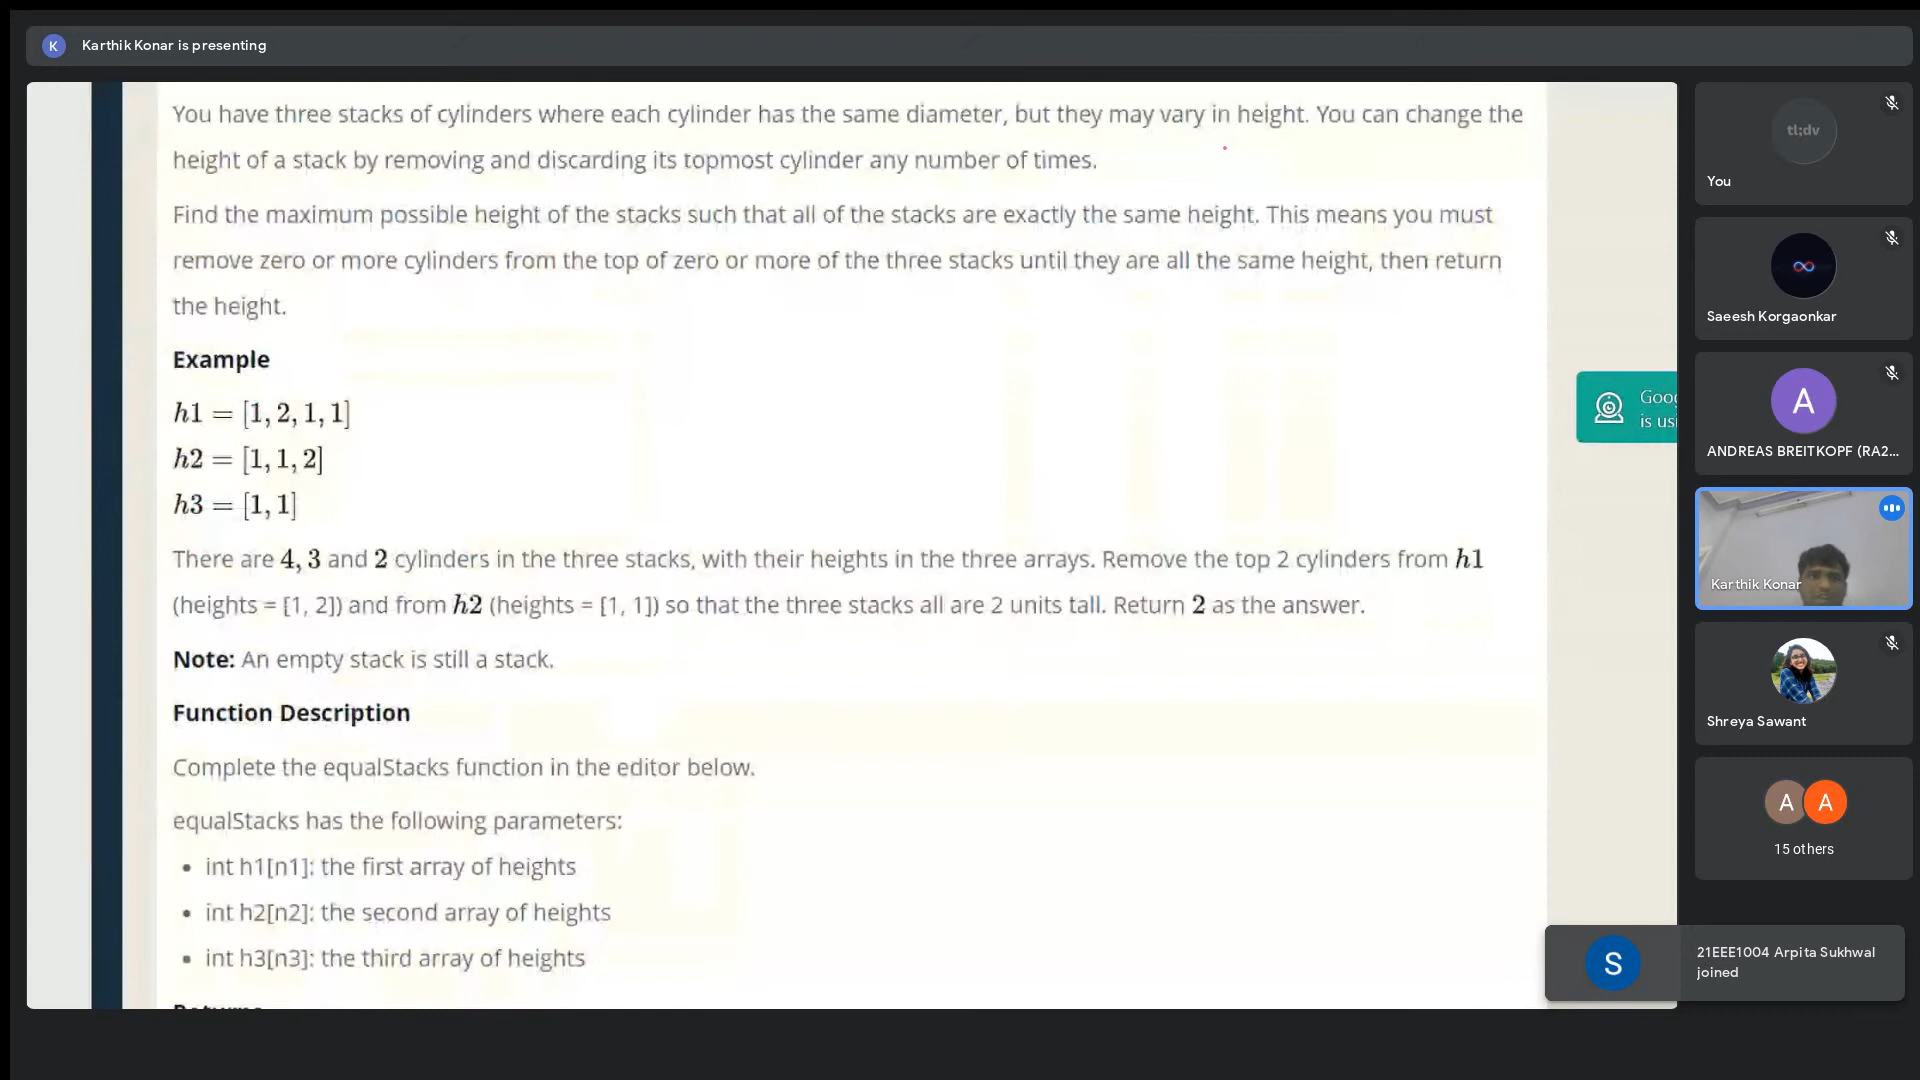 K Karthik Konar is presenting
You have three stacks of cylinders where each cylinder has the same diameter, but they may vary in height. You can change the
height of a stack by removing and discarding its topmost cylinder any number of times.
Find the maximum possible height of the stacks such that all of the stacks are exactly the same height. This means you must
remove zero or more cylinders from the top of zero or more of the three stacks until they are all the same height, then return
the height.
Example
h1 = [1, 2, 1, 1]
h2 = [1, 1, 2]
h3 = [1, 1]
There are 4, 3 and 2 cylinders in the three stacks, with their heights in the three arrays. Remove the top 2 cylinders from h1
(heights = [1, 2]) and from h2 (heights = [1, 1]) so that the three stacks all are 2 units tall. Return 2 as the answer.
Note: An empty stack is still a stack.
Function Description
Complete the equalStacks function in the editor below.
equalStacks has the following parameters:
• int h1[n1]: the first array of heights
• int h2[n2]: the second array of heights
• int h3[n3]: the third array of heights
Goog
is usi
tl;dv
You
Saeesh Korgaonkar
A
ANDREAS BREITKOPF (RA2...
Karthik Konar
Shreya Sawant
A A
15 others
S
21EEE1004 Arpita Sukhwal
joined